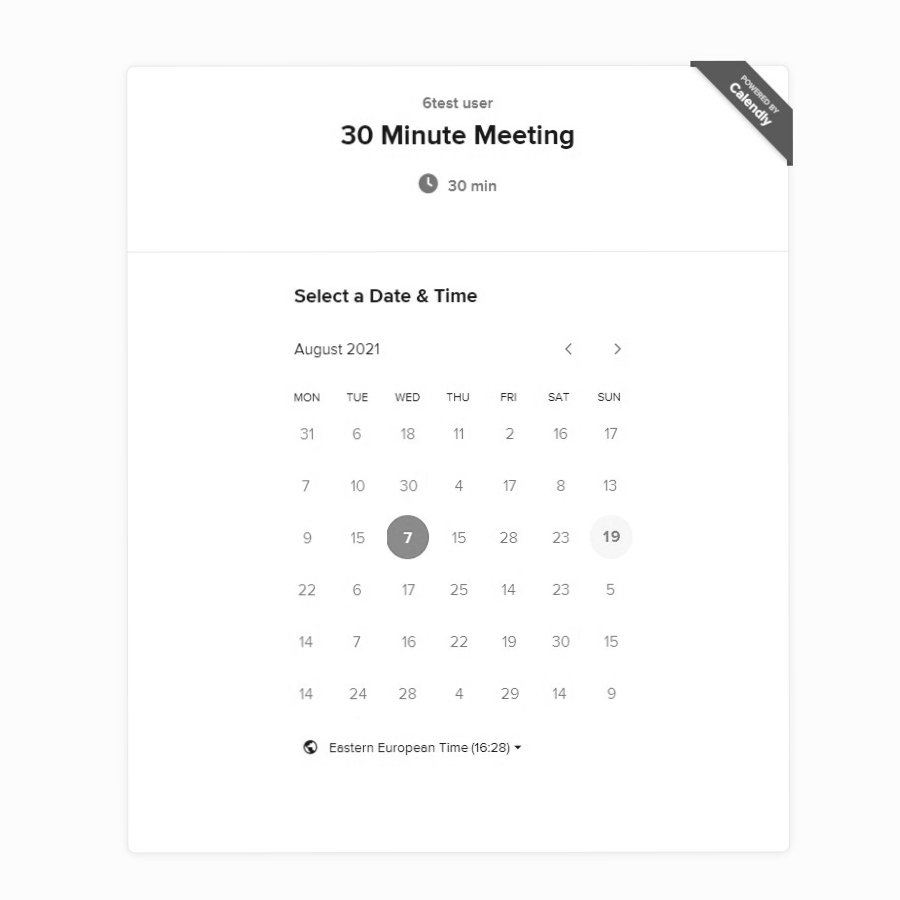 POWERED BY
Calendly
6test user
30 Minute Meeting
30 min
Select a Date & Time
August 2021
MON TUE WED THU FRI SAT SUN
31 6 18 11 2 16 17
7 10 30 4 17 8 13
9 15 7 15 28 23 19
22 6 17 25 14 23 5
14 7 16 22 19 30 15
14 24 28 4 29 14 9
Eastern European Time (16:28)